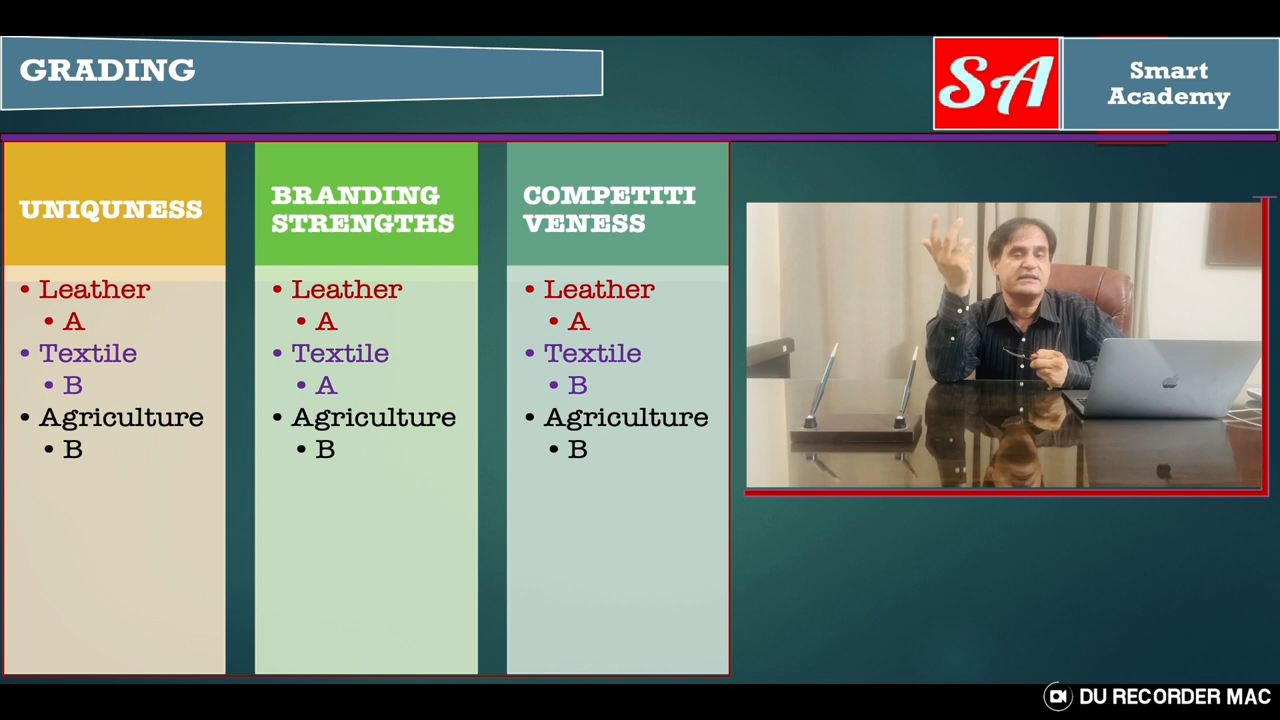 GRADING
SA
Smart
Academy
UNIQUNESS
• Leather
• A
• Textile
• B
• Agriculture
• B
BRANDING
STRENGTHS
• Leather
• A
• Textile
• A
• Agriculture
• B
COMPETITI
VENESS
• Leather
• A
• Textile
• B
• Agriculture
• B
DU RECORDER MAC